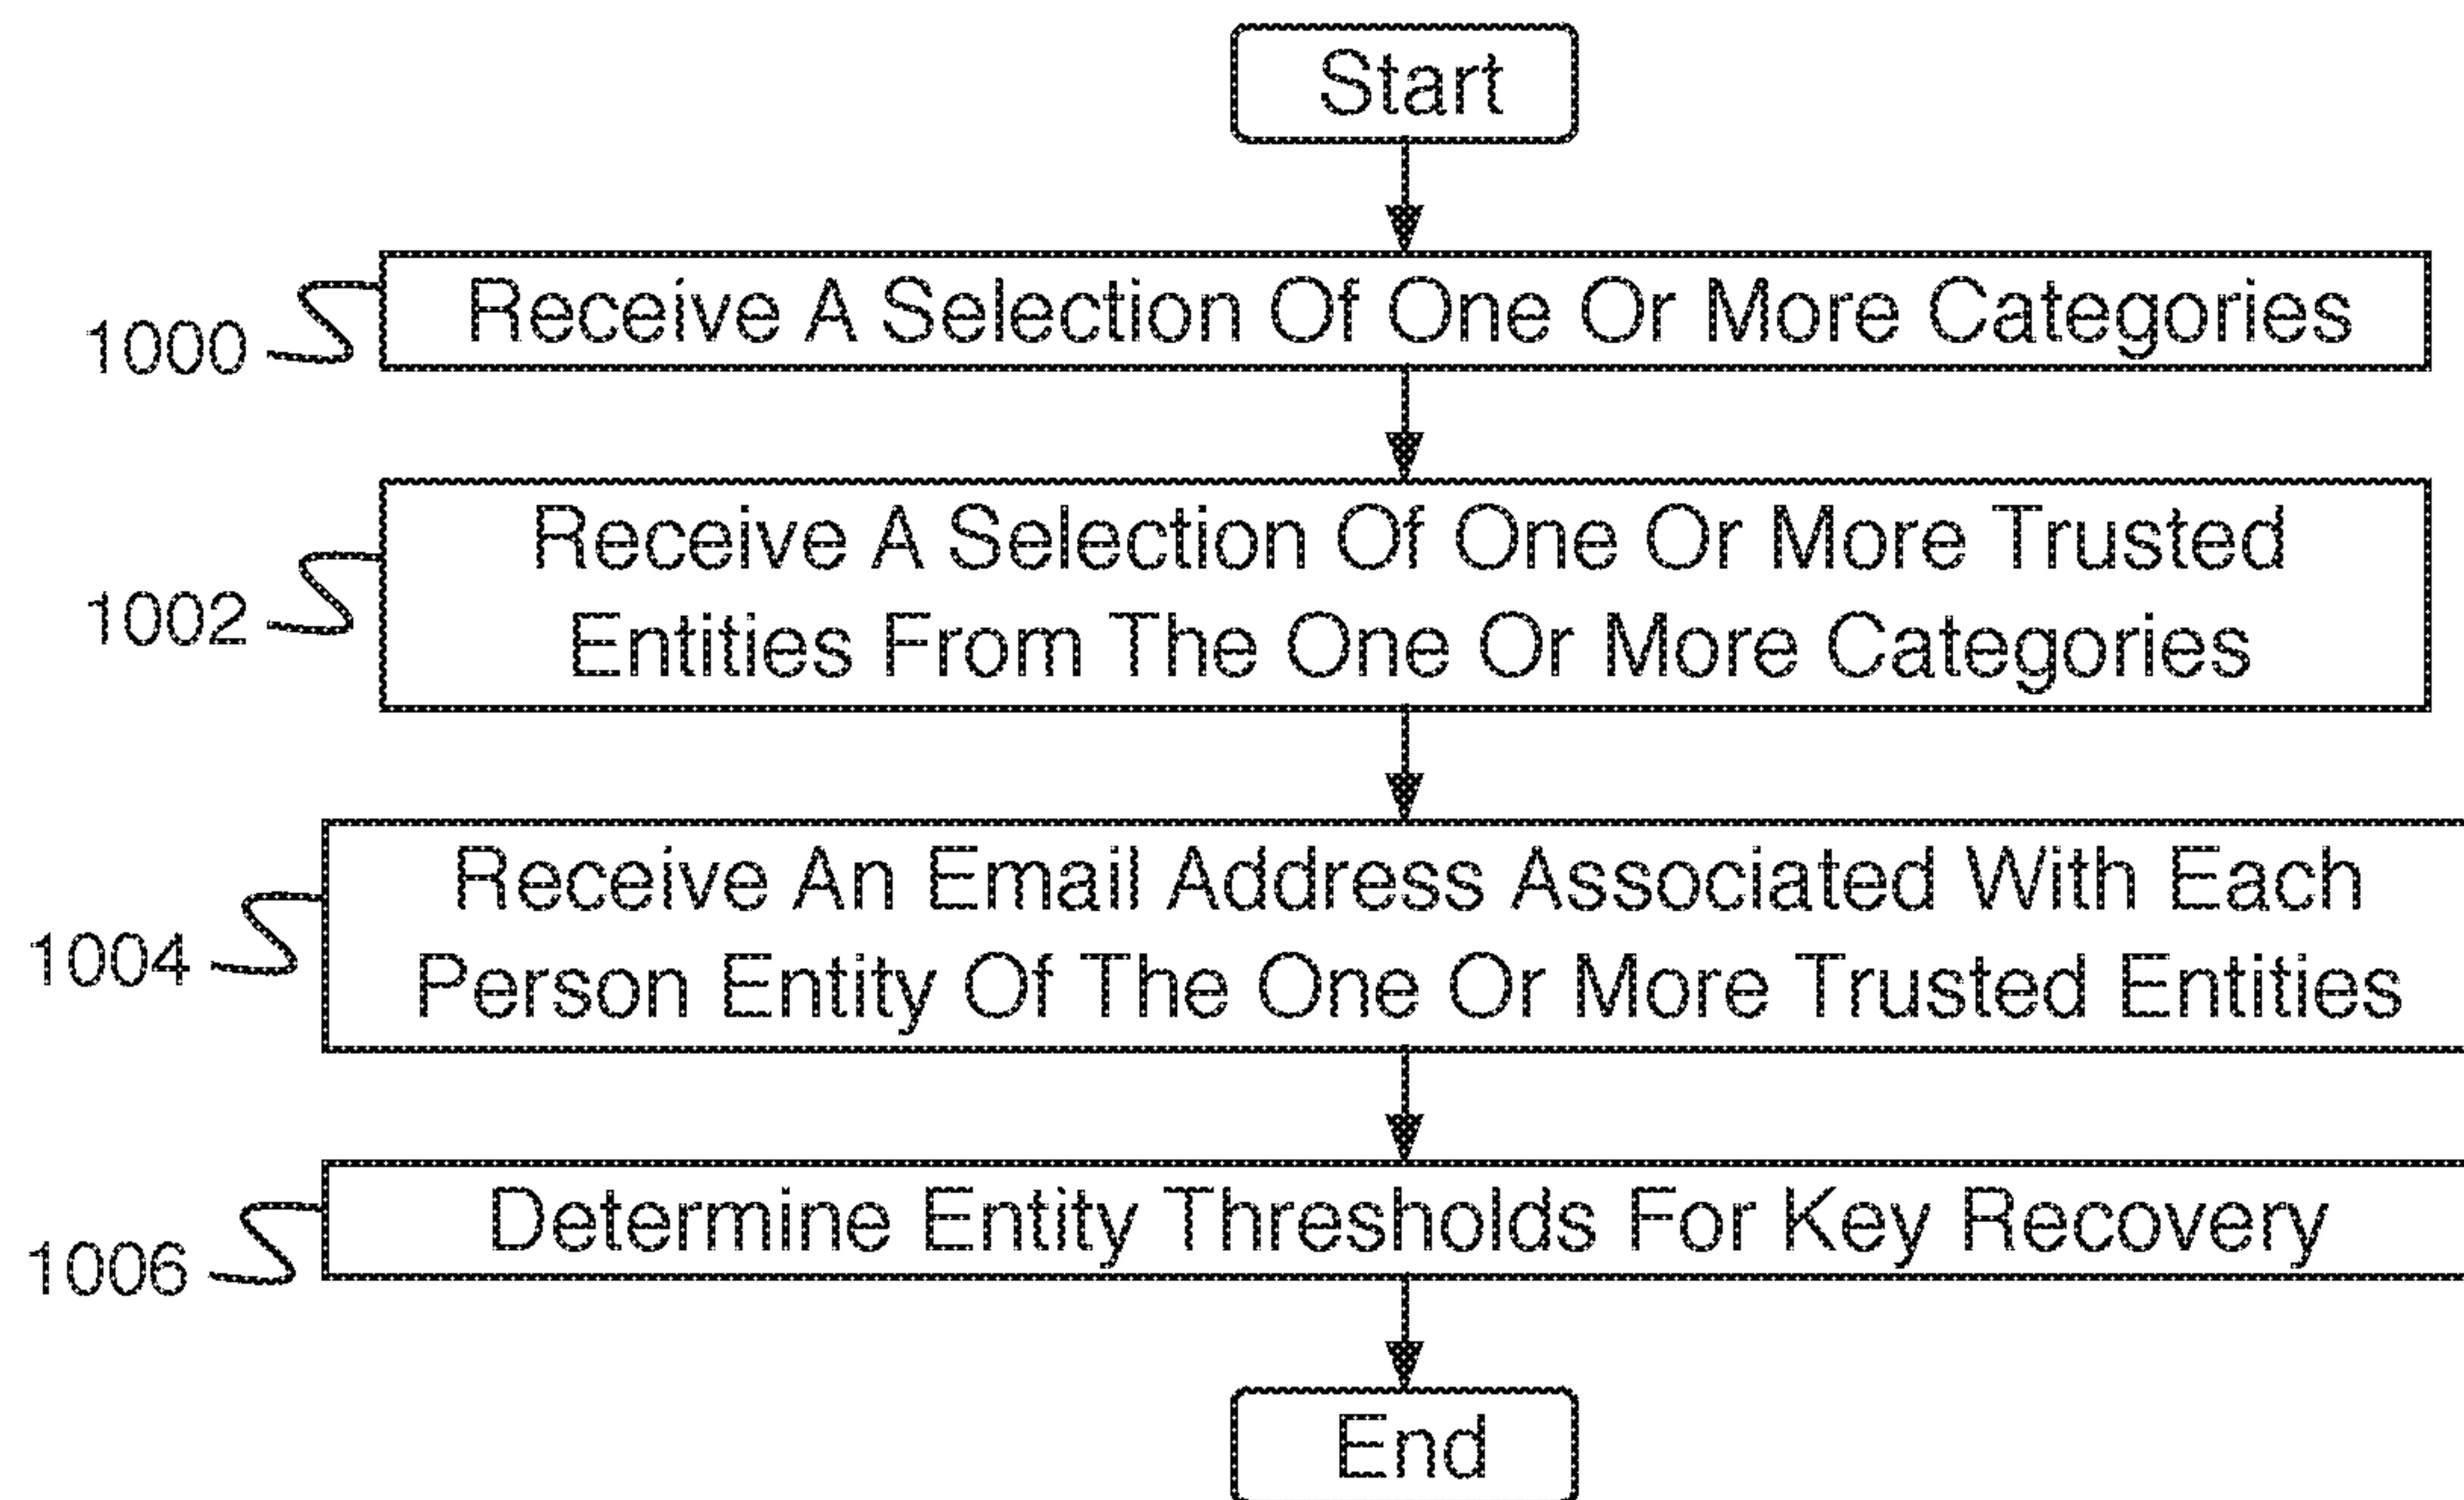 Start
Receive A Selection Of One Or More Categories
1000
Receive A Selection Of One Or More Trusted
Entities From The One Or More Categories
1002
Receive An Email Address Associated With Each
Person Entity Of The One Or More Trusted Entities
1004
Determine Entity Thresholds For Key Recovery
1006
End